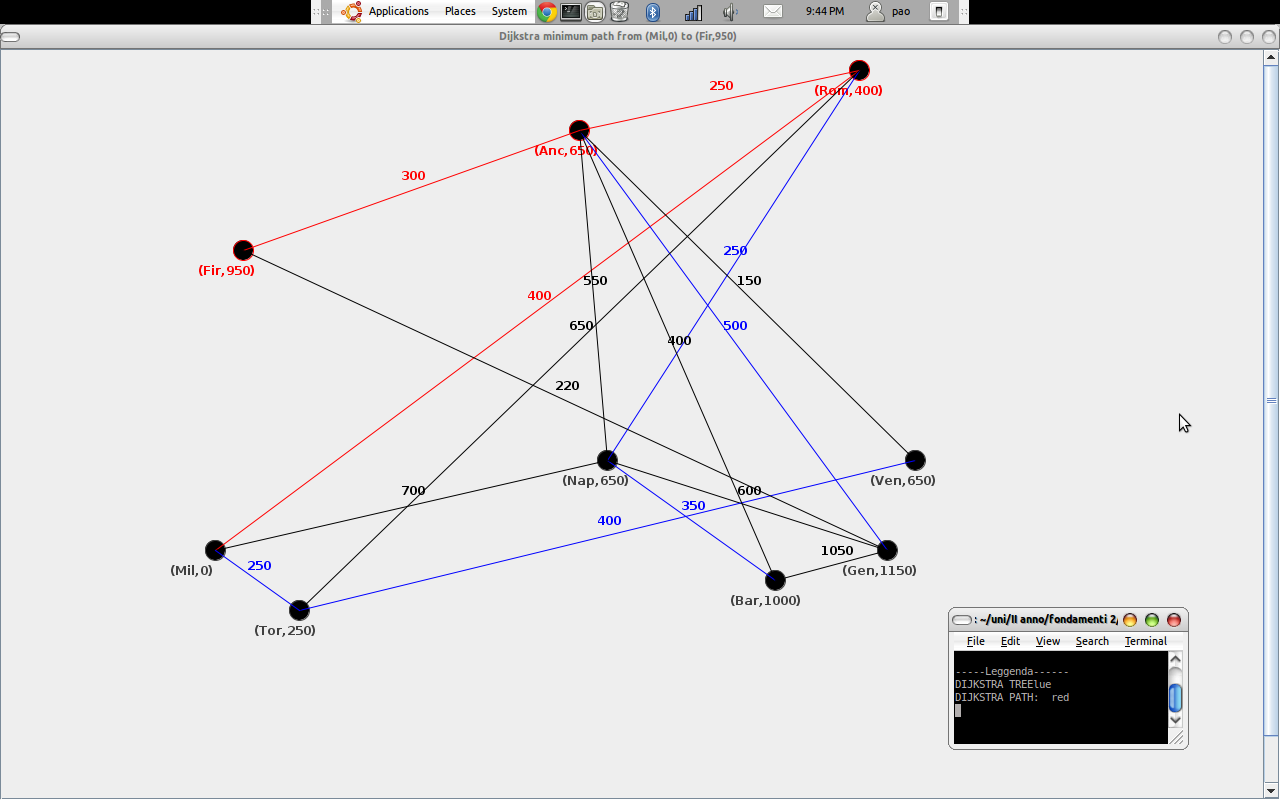 Applications Places System 9:44 PM pao
Dijkstra minimum path from (Mil,0) to (Fir,950)
250
(Rom,400)
(Anc,650)
300
(Fir,950)
250
550
150
400
650
500
400
220
(Nap,650)
(Ven,650)
700
600
350
400
1050
(Mil,0)
250
(Gen,1150)
(Bar,1000)
(Tor,250)
: ~/uni/II anno/fondamenti 2/
File Edit View Search Terminal
-----Leggenda------
DIJKSTRA TREElue
DIJKSTRA PATH:  red